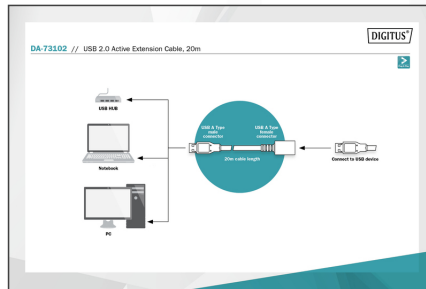 DIGITUS®
DA-73102 // USB 2.0 Active Extension Cable, 20m
USB HUB
USB A Type
male
connector
USB A Type
female
connector
20m cable length
Notebook
Connect to USB device
PC